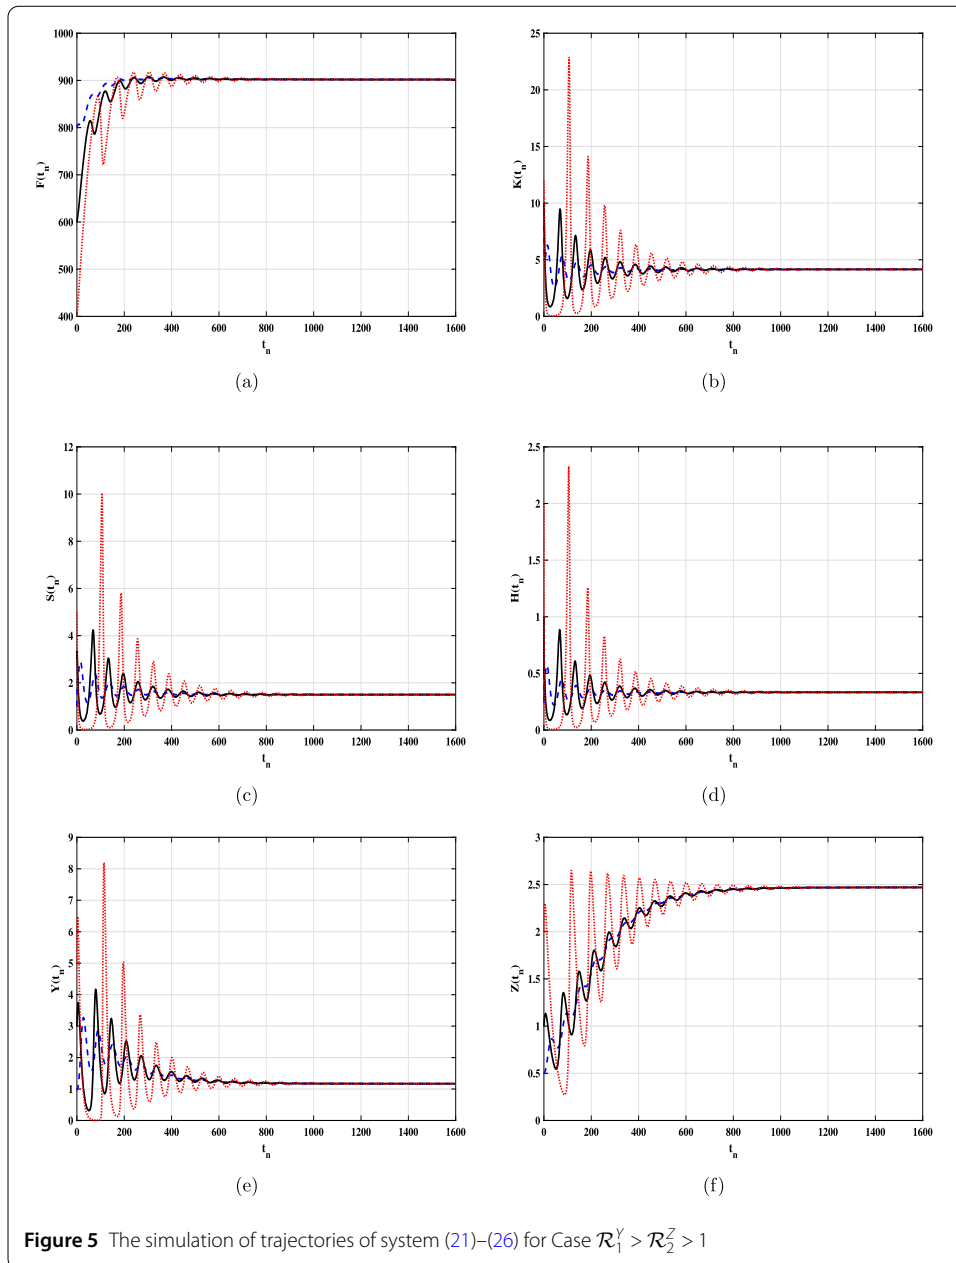 1000
900
800
700
600
500
400
F(t_n)
0 200 400 600 800 1000 1200 1400 1600
t_n
(a)
25
20
15
10
5
0
K(t_n)
0 200 400 600 800 1000 1200 1400 1600
t_n
(b)
12
10
8
6
4
2
0
S(t_n)
0 200 400 600 800 1000 1200 1400 1600
t_n
(c)
2.5
2
1.5
1
0.5
0
H(t_n)
0 200 400 600 800 1000 1200 1400 1600
t_n
(d)
9
8
7
6
5
4
3
2
1
0
Y(t_n)
0 200 400 600 800 1000 1200 1400 1600
t_n
(e)
3
2.5
2
1.5
1
0.5
0
Z(t_n)
0 200 400 600 800 1000 1200 1400 1600
t_n
(f)
Figure 5 The simulation of trajectories of system (21)–(26) for Case ℛ₁^Y > ℛ₂^Z > 1